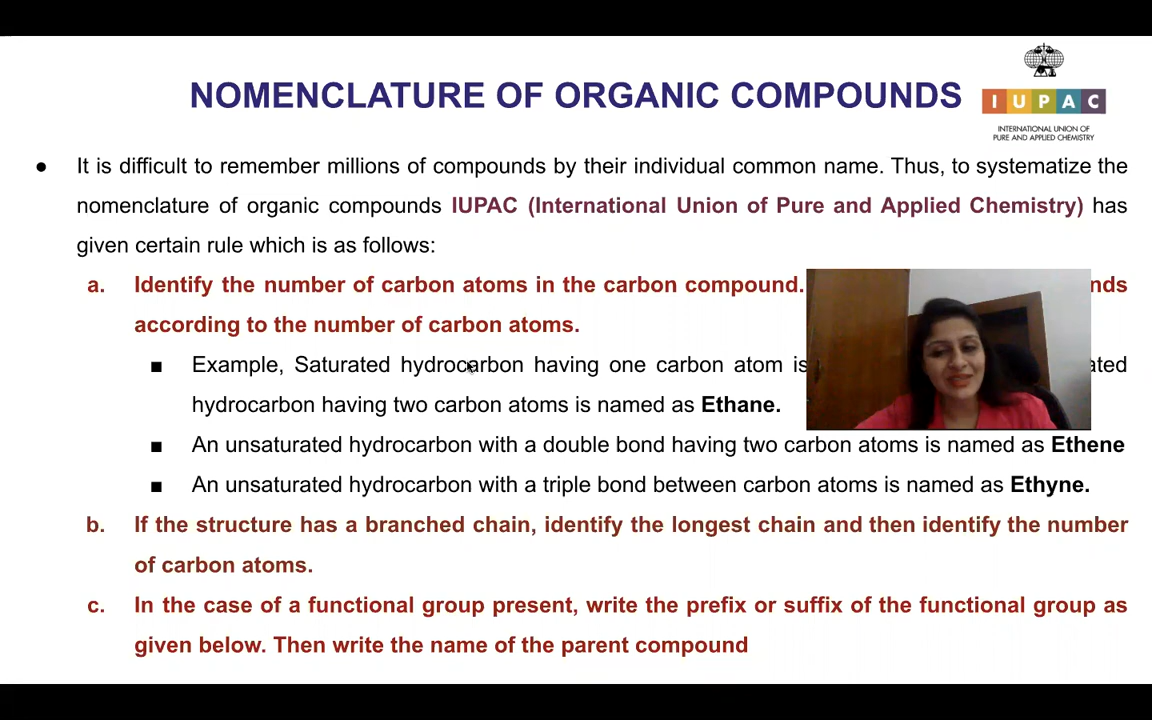 NOMENCLATURE OF ORGANIC COMPOUNDS
I U P A C
INTERNATIONAL UNION OF
PURE AND APPLIED CHEMISTRY
● It is difficult to remember millions of compounds by their individual common name. Thus, to systematize the
nomenclature of organic compounds IUPAC (International Union of Pure and Applied Chemistry) has
given certain rule which is as follows:
a. Identify the number of carbon atoms in the carbon compound. nds
according to the number of carbon atoms.
■ Example, Saturated hydrocarbon having one carbon atom is ated
hydrocarbon having two carbon atoms is named as Ethane.
■ An unsaturated hydrocarbon with a double bond having two carbon atoms is named as Ethene
■ An unsaturated hydrocarbon with a triple bond between carbon atoms is named as Ethyne.
b. If the structure has a branched chain, identify the longest chain and then identify the number
of carbon atoms.
c. In the case of a functional group present, write the prefix or suffix of the functional group as
given below. Then write the name of the parent compound